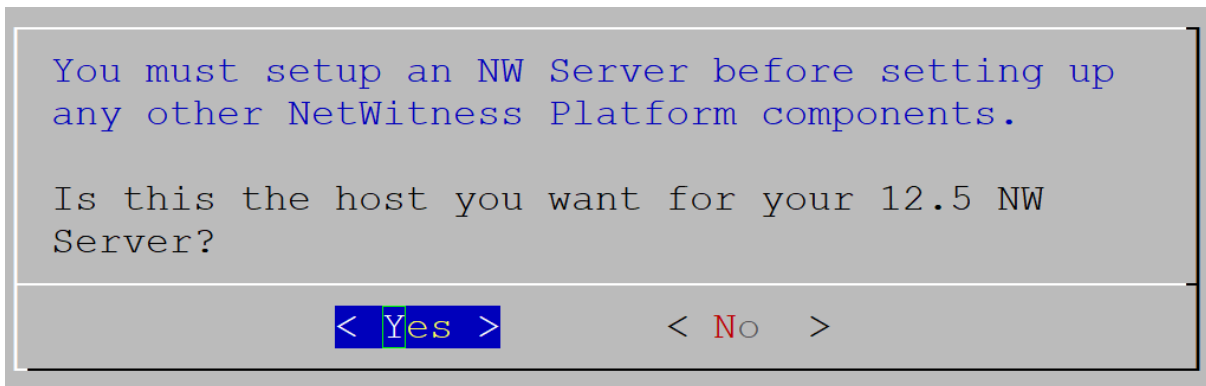 You must setup an NW Server before setting up
any other NetWitness Platform components.
Is this the host you want for your 12.5 NW
Server?
< Yes > < No >